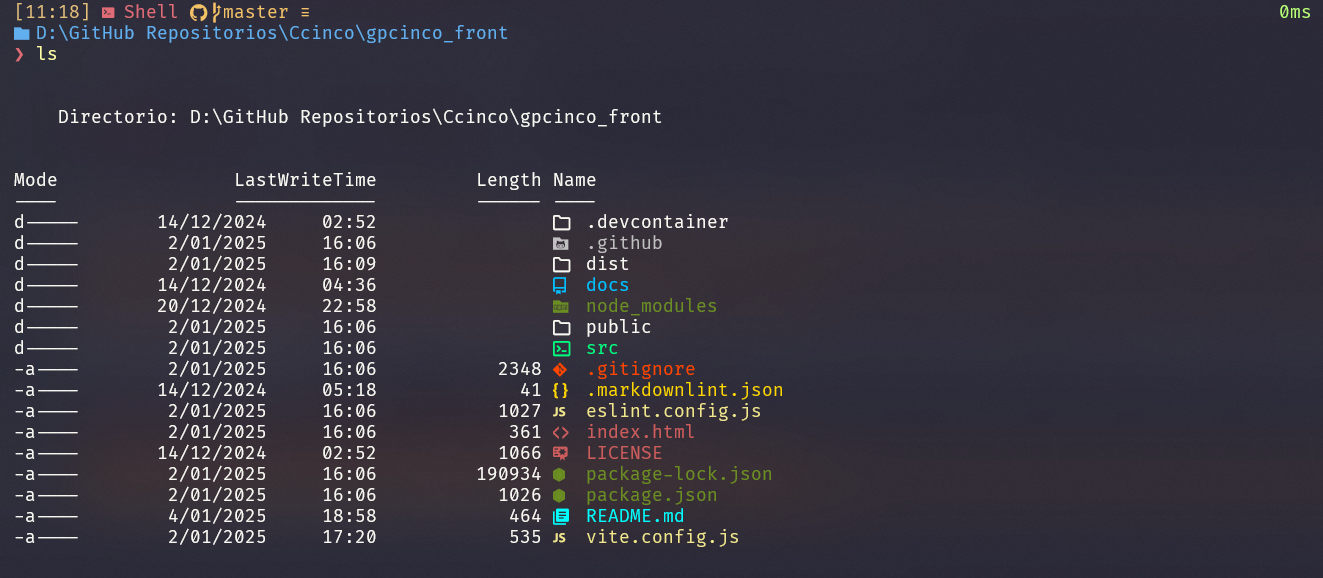 [11:18] Shell master ≡ 0ms
D:\GitHub Repositorios\Ccinco\gpcinco_front
❯ ls
Directorio: D:\GitHub Repositorios\Ccinco\gpcinco_front
Mode LastWriteTime Length Name
---- ------------- ------ ----
d----- 14/12/2024 02:52 .devcontainer
d----- 2/01/2025 16:06 .github
d----- 2/01/2025 16:09 dist
d----- 14/12/2024 04:36 docs
d----- 20/12/2024 22:58 node_modules
d----- 2/01/2025 16:06 public
d----- 2/01/2025 16:06 src
-a---- 2/01/2025 16:06 2348 .gitignore
-a---- 14/12/2024 05:18 41 {} .markdownlint.json
-a---- 2/01/2025 16:06 1027 JS eslint.config.js
-a---- 2/01/2025 16:06 361 <> index.html
-a---- 14/12/2024 02:52 1066 LICENSE
-a---- 2/01/2025 16:06 190934 package-lock.json
-a---- 2/01/2025 16:06 1026 package.json
-a---- 4/01/2025 18:58 464 README.md
-a---- 2/01/2025 17:20 535 JS vite.config.js